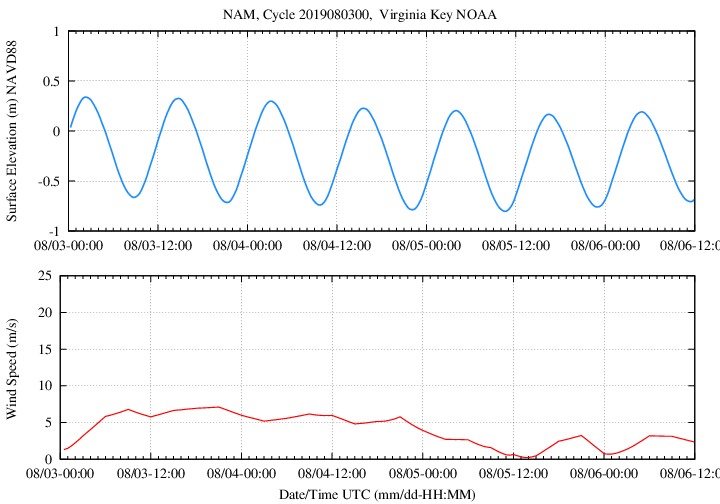 NAM, Cycle 2019080300,  Virginia Key NOAA
Surface Elevation (m) NAVD88
1
0.5
0
-0.5
-1
08/03-00:00 08/03-12:00 08/04-00:00 08/04-12:00 08/05-00:00 08/05-12:00 08/06-00:00 08/06-12:00
Wind Speed (m/s)
25
20
15
10
5
0
08/03-00:00 08/03-12:00 08/04-00:00 08/04-12:00 08/05-00:00 08/05-12:00 08/06-00:00 08/06-12:0
Date/Time UTC (mm/dd-HH:MM)